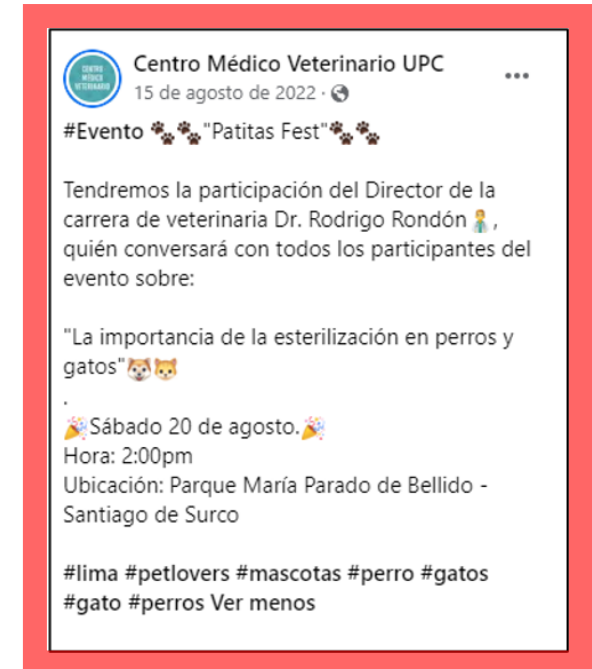 CENTRO
MÉDICO
VETERINARIO
Centro Médico Veterinario UPC
15 de agosto de 2022 ·
#Evento 🐾🐾"Patitas Fest"🐾🐾
Tendremos la participación del Director de la
carrera de veterinaria Dr. Rodrigo Rondón👨‍⚕️,
quién conversará con todos los participantes del
evento sobre:
"La importancia de la esterilización en perros y
gatos"🐶🐱
.
🎉Sábado 20 de agosto.🎉
Hora: 2:00pm
Ubicación: Parque María Parado de Bellido -
Santiago de Surco
#lima #petlovers #mascotas #perro #gatos
#gato #perros Ver menos